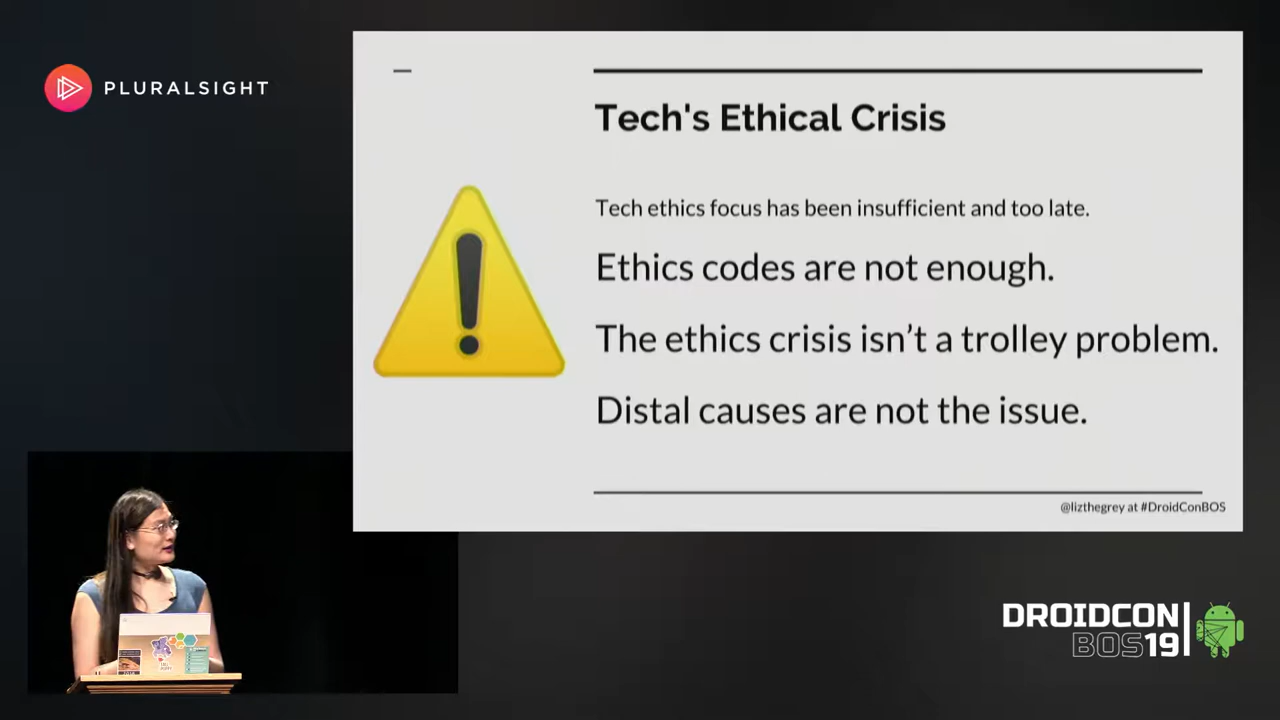 PLURALSIGHT
Tech's Ethical Crisis
Tech ethics focus has been insufficient and too late.
Ethics codes are not enough.
The ethics crisis isn’t a trolley problem.
Distal causes are not the issue.
@lizthegrey at #DroidConBOS
DROIDCON
BOS19